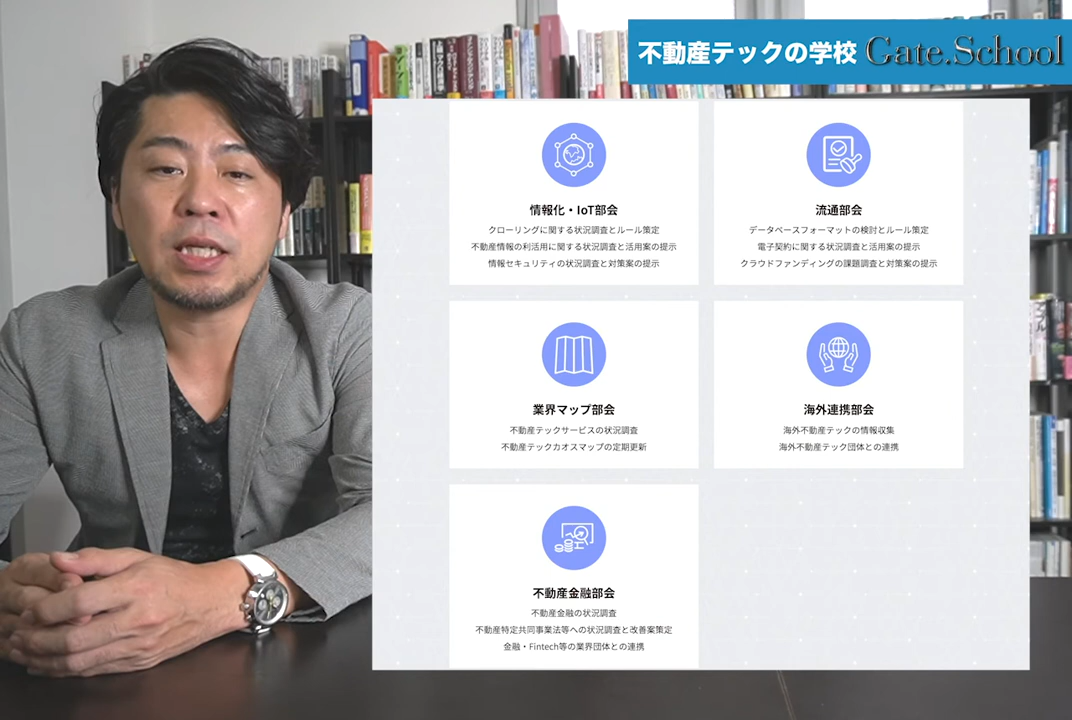 不動産テックの学校 Gate.School
情報化・IoT部会
クローリングに関する状況調査とルール策定
不動産情報の利活用に関する状況調査と活用案の提示
情報セキュリティの状況調査と対策案の提示
流通部会
データベースフォーマットの検討とルール策定
電子契約に関する状況調査と活用案の提示
クラウドファンディングの課題調査と対策案の提示
業界マップ部会
不動産テックサービスの状況調査
不動産テックカオスマップの定期更新
海外連携部会
海外不動産テックの情報収集
海外不動産テック団体との連携
不動産金融部会
不動産金融の状況調査
不動産特定共同事業法等への状況調査と改善案策定
金融・Fintech等の業界団体との連携